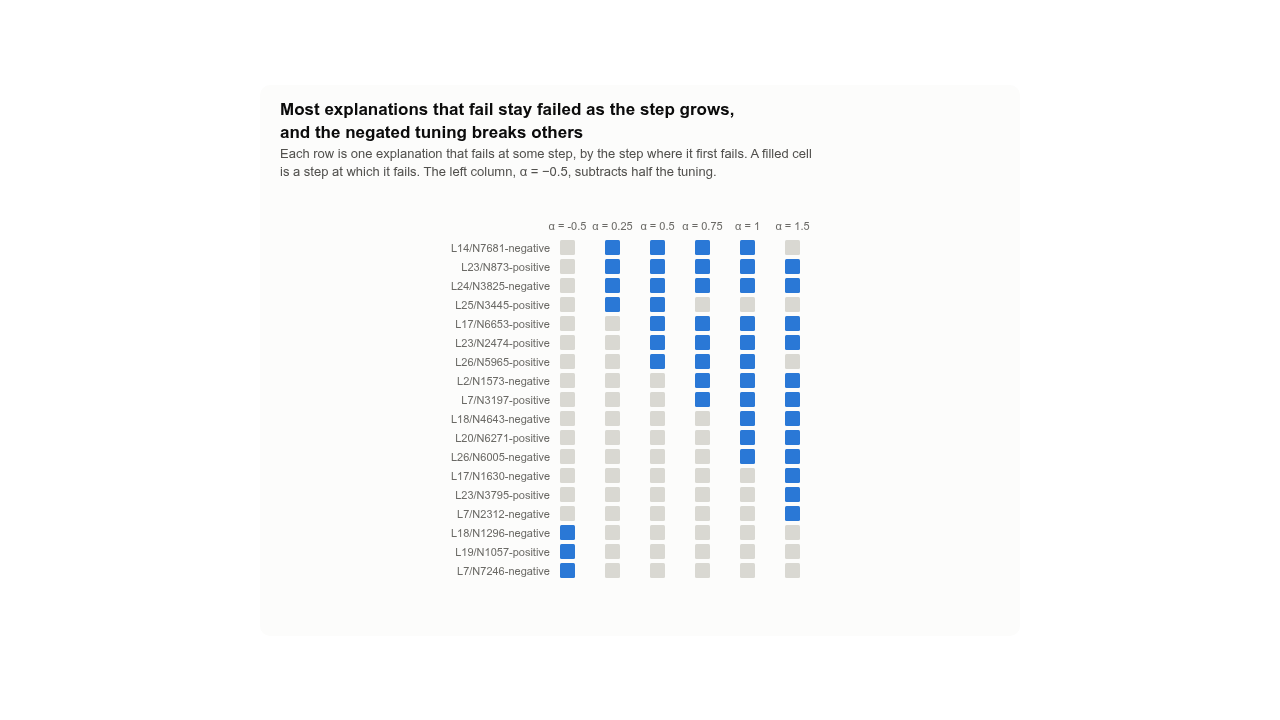 Most explanations that fail stay failed as the step grows,
and the negated tuning breaks others
Each row is one explanation that fails at some step, by the step where it first fails. A filled cell
is a step at which it fails. The left column, α = −0.5, subtracts half the tuning.
α = -0.5 α = 0.25 α = 0.5 α = 0.75 α = 1 α = 1.5
L14/N7681-negative
L23/N873-positive
L24/N3825-negative
L25/N3445-positive
L17/N6653-positive
L23/N2474-positive
L26/N5965-positive
L2/N1573-negative
L7/N3197-positive
L18/N4643-negative
L20/N6271-positive
L26/N6005-negative
L17/N1630-negative
L23/N3795-positive
L7/N2312-negative
L18/N1296-negative
L19/N1057-positive
L7/N7246-negative